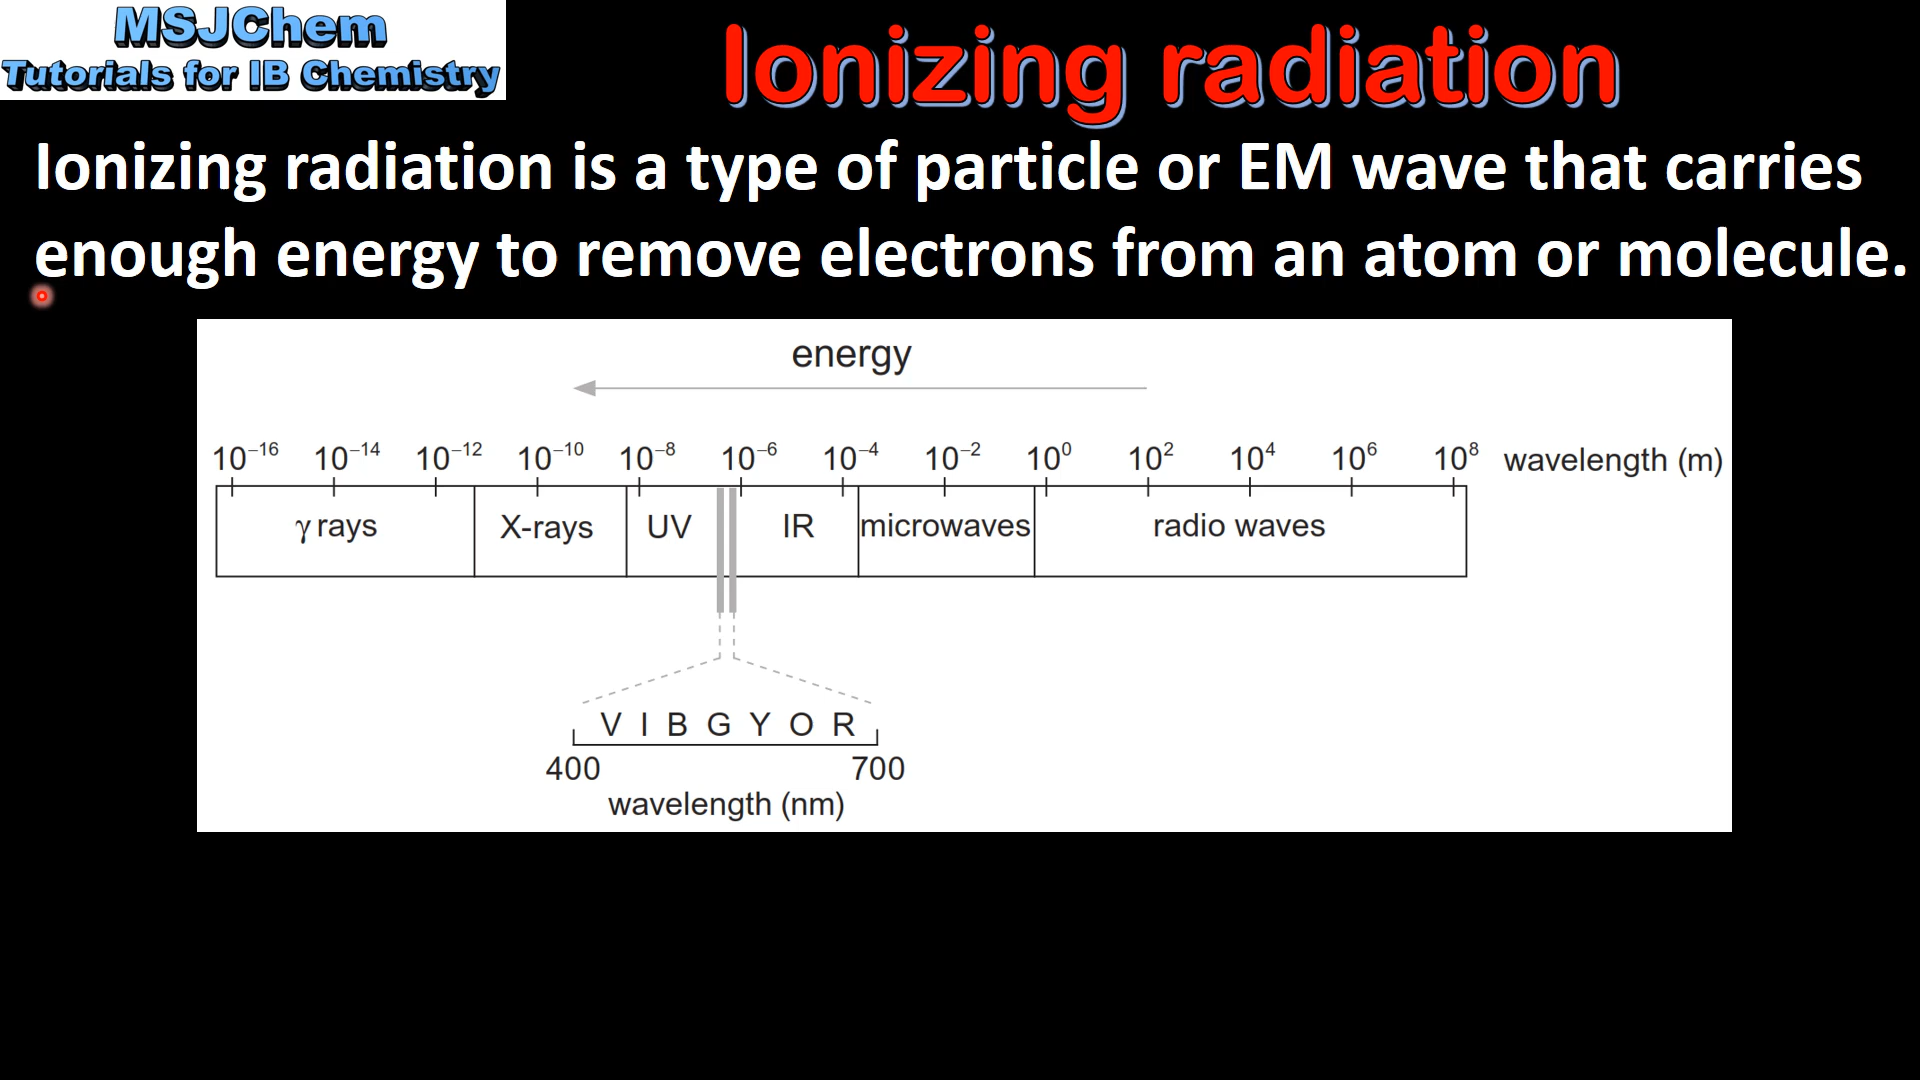 MSJChem
Tutorials for IB Chemistry
Ionizing radiation
Ionizing radiation is a type of particle or EM wave that carries
enough energy to remove electrons from an atom or molecule.
energy
10⁻¹⁶ 10⁻¹⁴ 10⁻¹² 10⁻¹⁰ 10⁻⁸ 10⁻⁶ 10⁻⁴ 10⁻² 10⁰ 10² 10⁴ 10⁶ 10⁸ wavelength (m)
γ rays X-rays UV IR microwaves radio waves
V I B G Y O R
400 700
wavelength (nm)